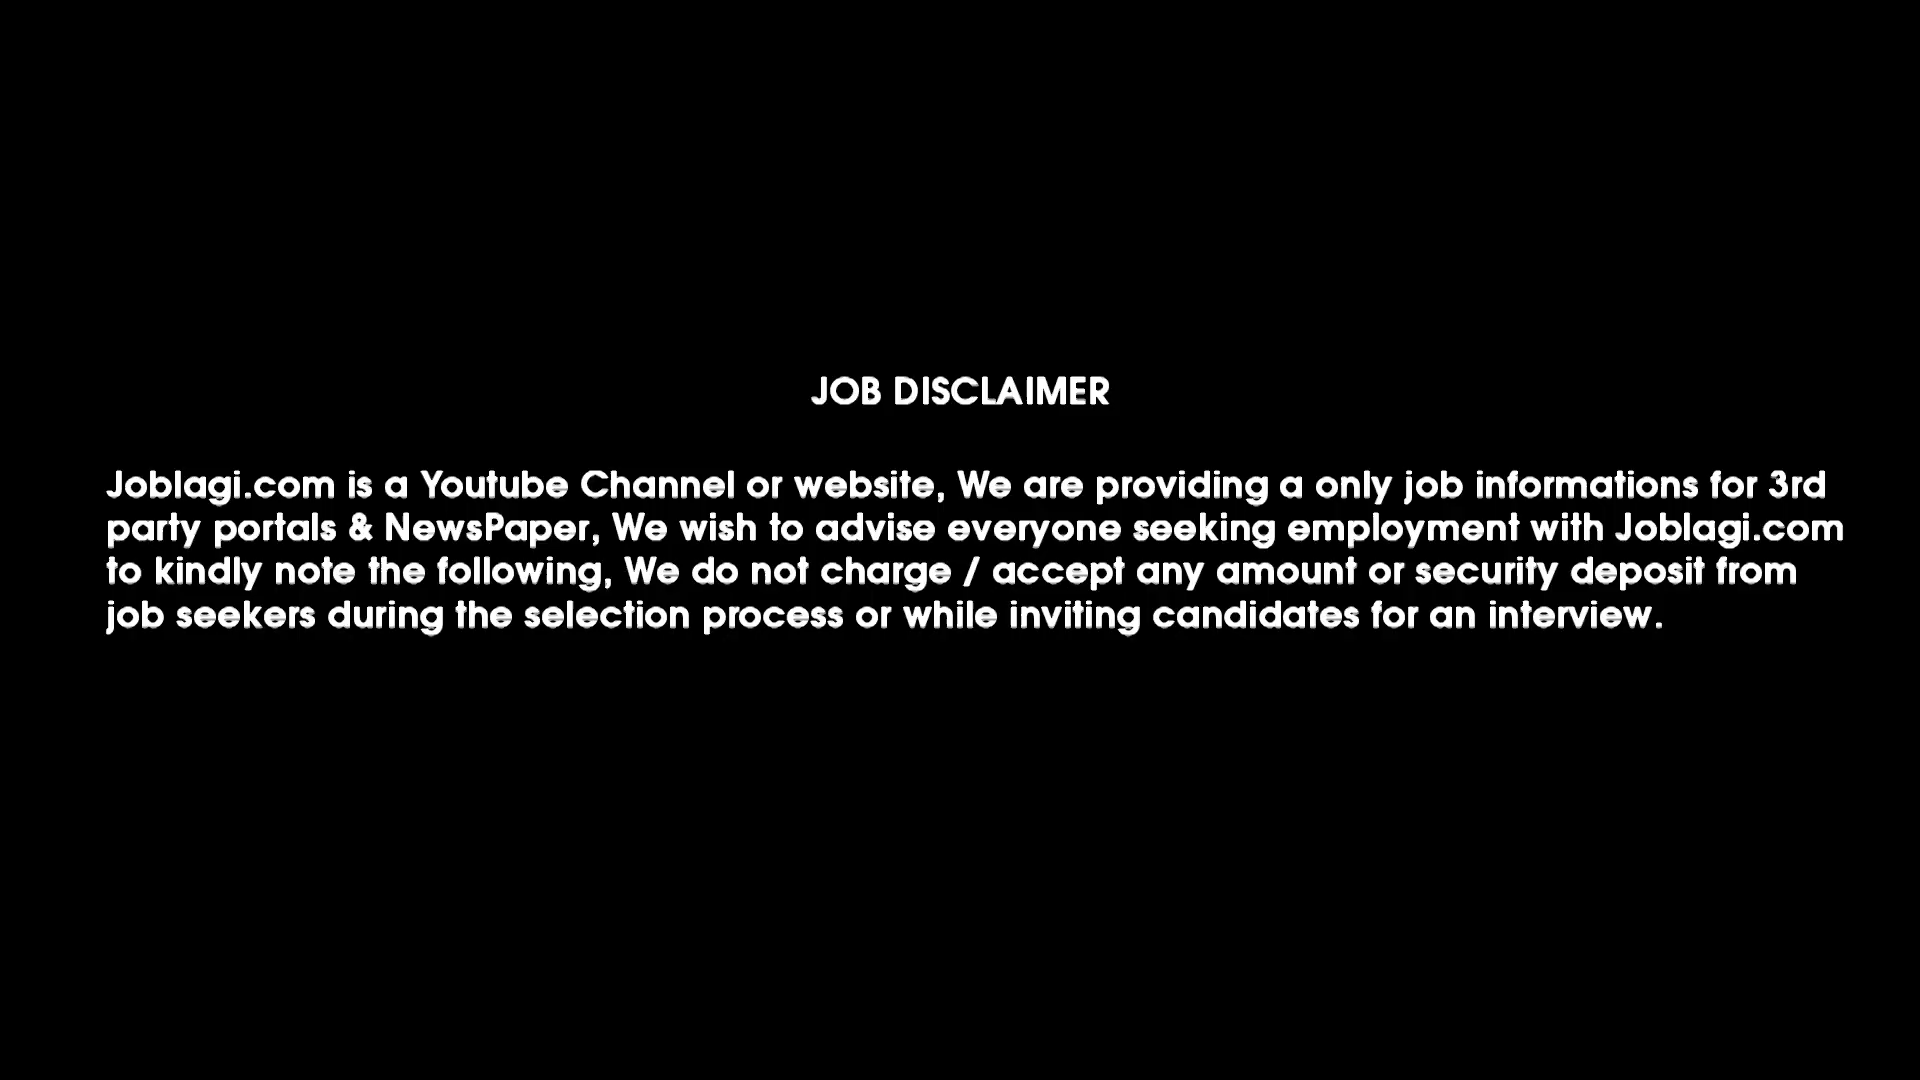 JOB DISCLAIMER
Joblagi.com is a Youtube Channel or website, We are providing a only job informations for 3rd
party portals & NewsPaper, We wish to advise everyone seeking employment with Joblagi.com
to kindly note the following, We do not charge / accept any amount or security deposit from
job seekers during the selection process or while inviting candidates for an interview.